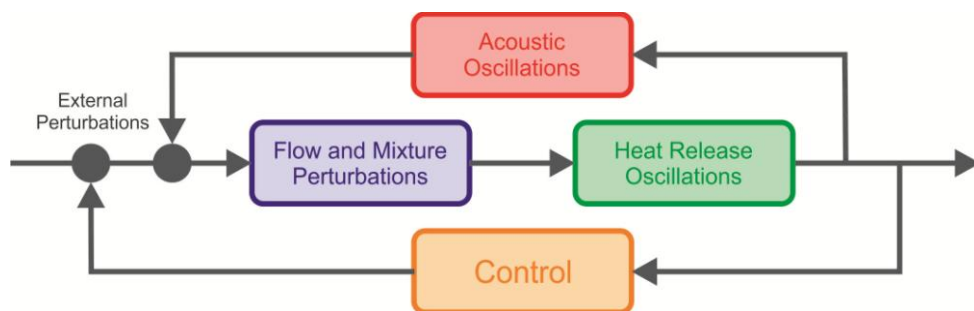 Acoustic
Oscillations
External
Perturbations
Flow and Mixture
Perturbations
Heat Release
Oscillations
Control